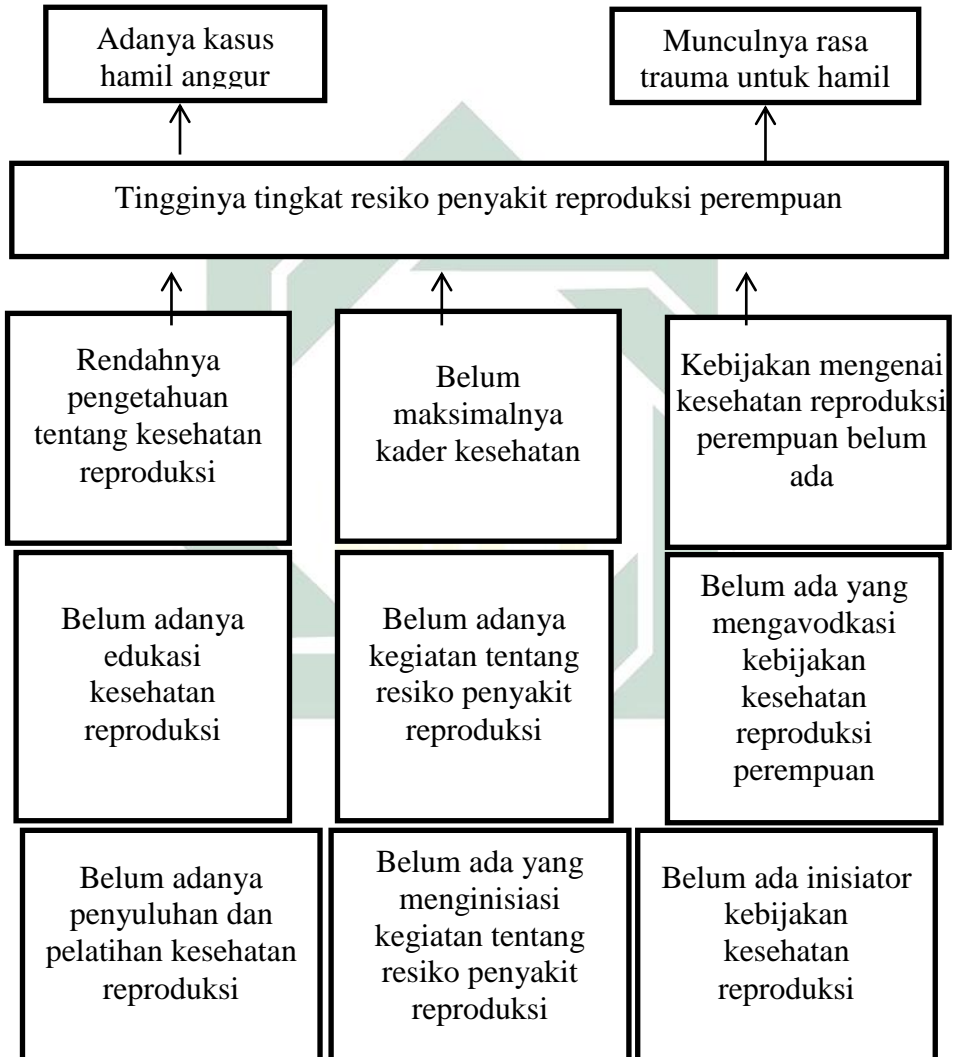 Adanya kasus
hamil anggur
Munculnya rasa
trauma untuk hamil
Tingginya tingkat resiko penyakit reproduksi perempuan
Rendahnya
pengetahuan
tentang kesehatan
reproduksi
Belum
maksimalnya
kader kesehatan
Kebijakan mengenai
kesehatan reproduksi
perempuan belum
ada
Belum adanya
edukasi
kesehatan
reproduksi
Belum adanya
kegiatan tentang
resiko penyakit
reproduksi
Belum ada yang
mengavodkasi
kebijakan
kesehatan
reproduksi
perempuan
Belum adanya
penyuluhan dan
pelatihan kesehatan
reproduksi
Belum ada yang
menginisiasi
kegiatan tentang
resiko penyakit
reproduksi
Belum ada inisiator
kebijakan
kesehatan
reproduksi